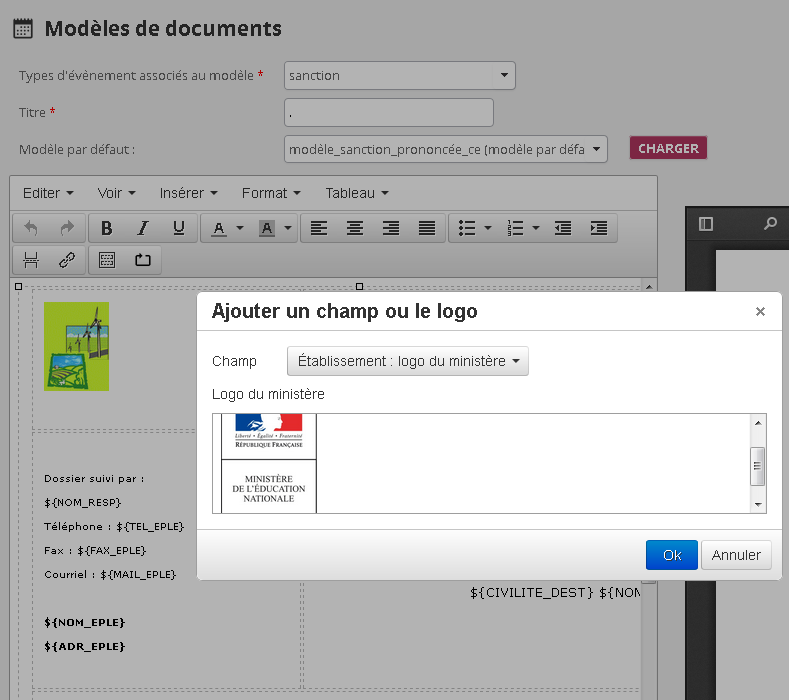 Modèles de documents
Types d'évènement associés au modèle * sanction
Titre * .
Modèle par défaut : modèle_sanction_prononcée_ce (modèle par défa CHARGER
Editer Voir Insérer Format Tableau
B I U A A
Ajouter un champ ou le logo ×
Champ Établissement : logo du ministère
Logo du ministère
Liberté • Égalité • Fraternité
RÉPUBLIQUE FRANÇAISE
MINISTÈRE
DE L'ÉDUCATION
NATIONALE
Ok Annuler
Dossier suivi par :
${NOM_RESP}
Téléphone : ${TEL_EPLE}
Fax : ${FAX_EPLE}
Courriel : ${MAIL_EPLE}
${CIVILITE_DEST} ${NOM
${NOM_EPLE}
${ADR_EPLE}